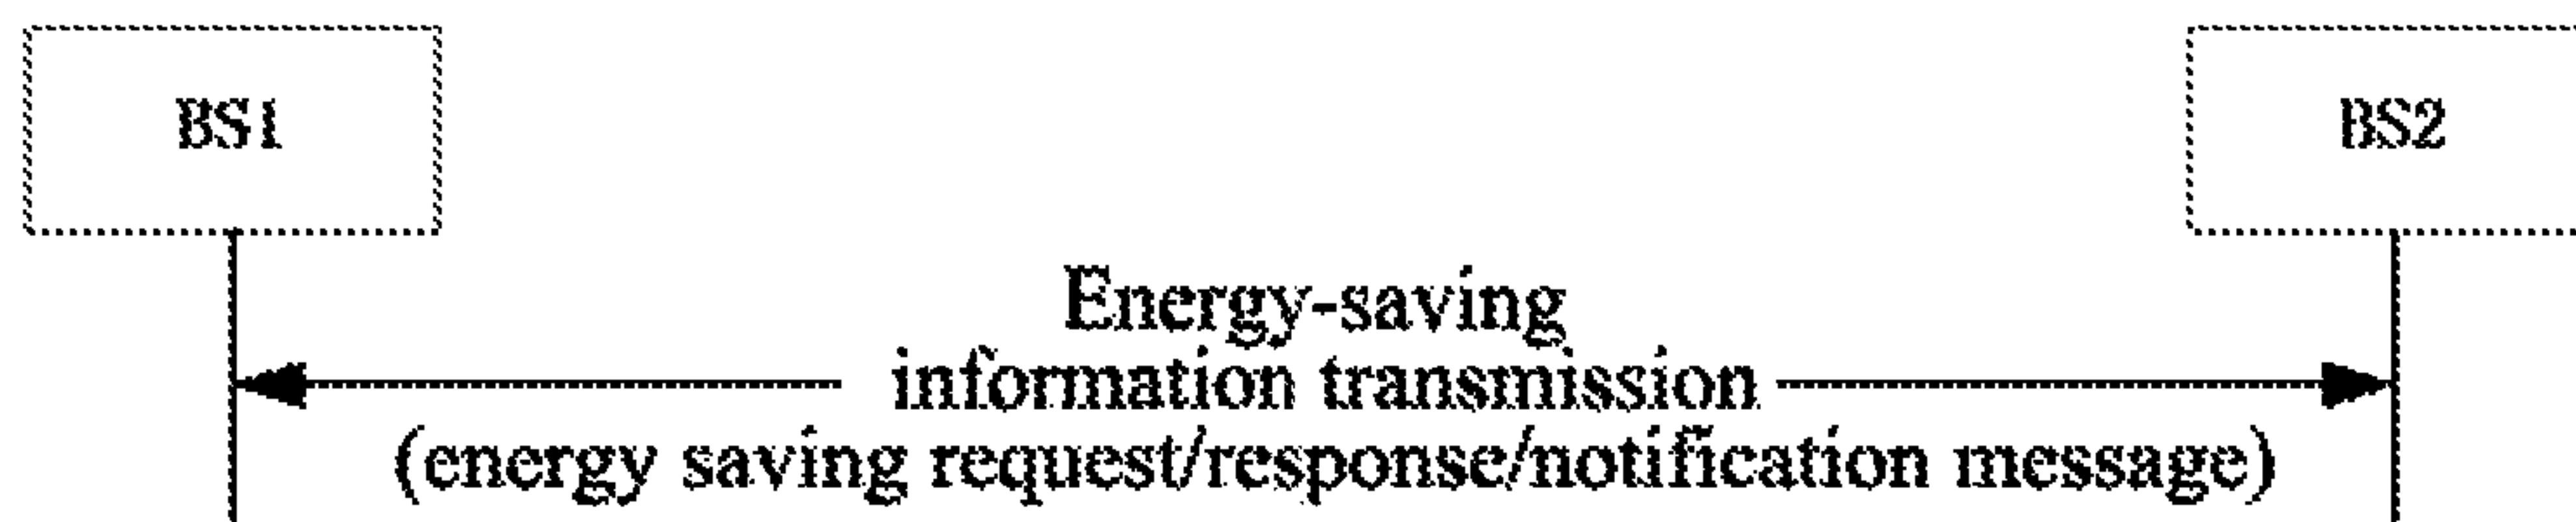 BS1
BS2
Energy-saving
information transmission
(energy saving request/response/notification message)